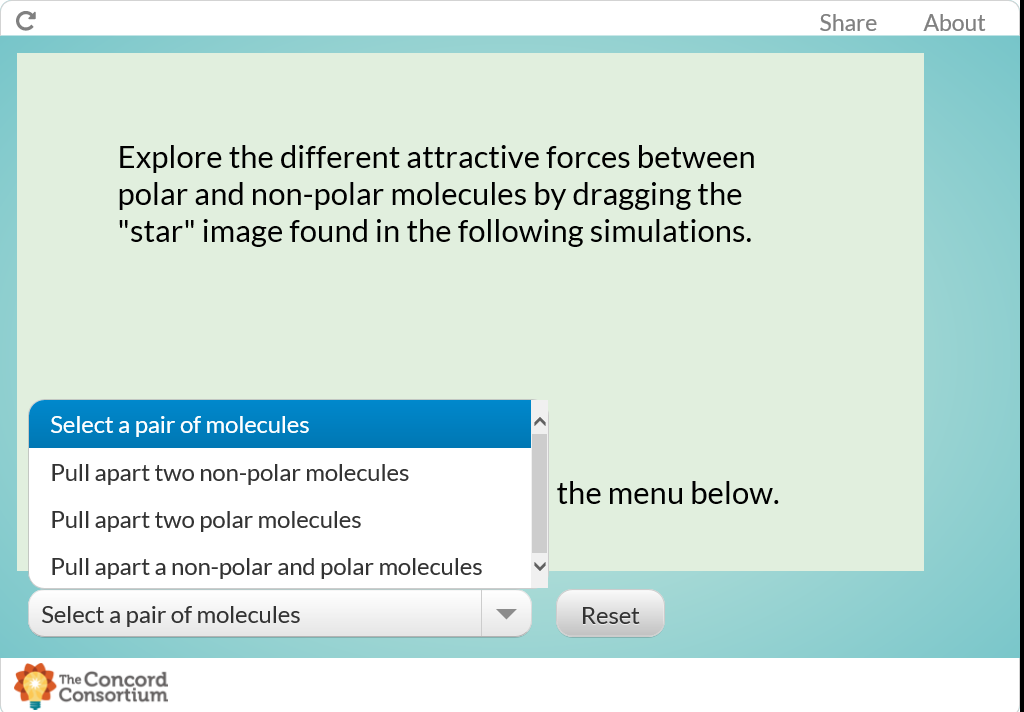 Share
About
Explore the different attractive forces between
polar and non-polar molecules by dragging the
"star" image found in the following simulations.
Select a pair of molecules
Pull apart two non-polar molecules
the menu below.
Pull apart two polar molecules
Pull apart a non-polar and polar molecules
Select a pair of molecules
Reset
The Concord
Consortium